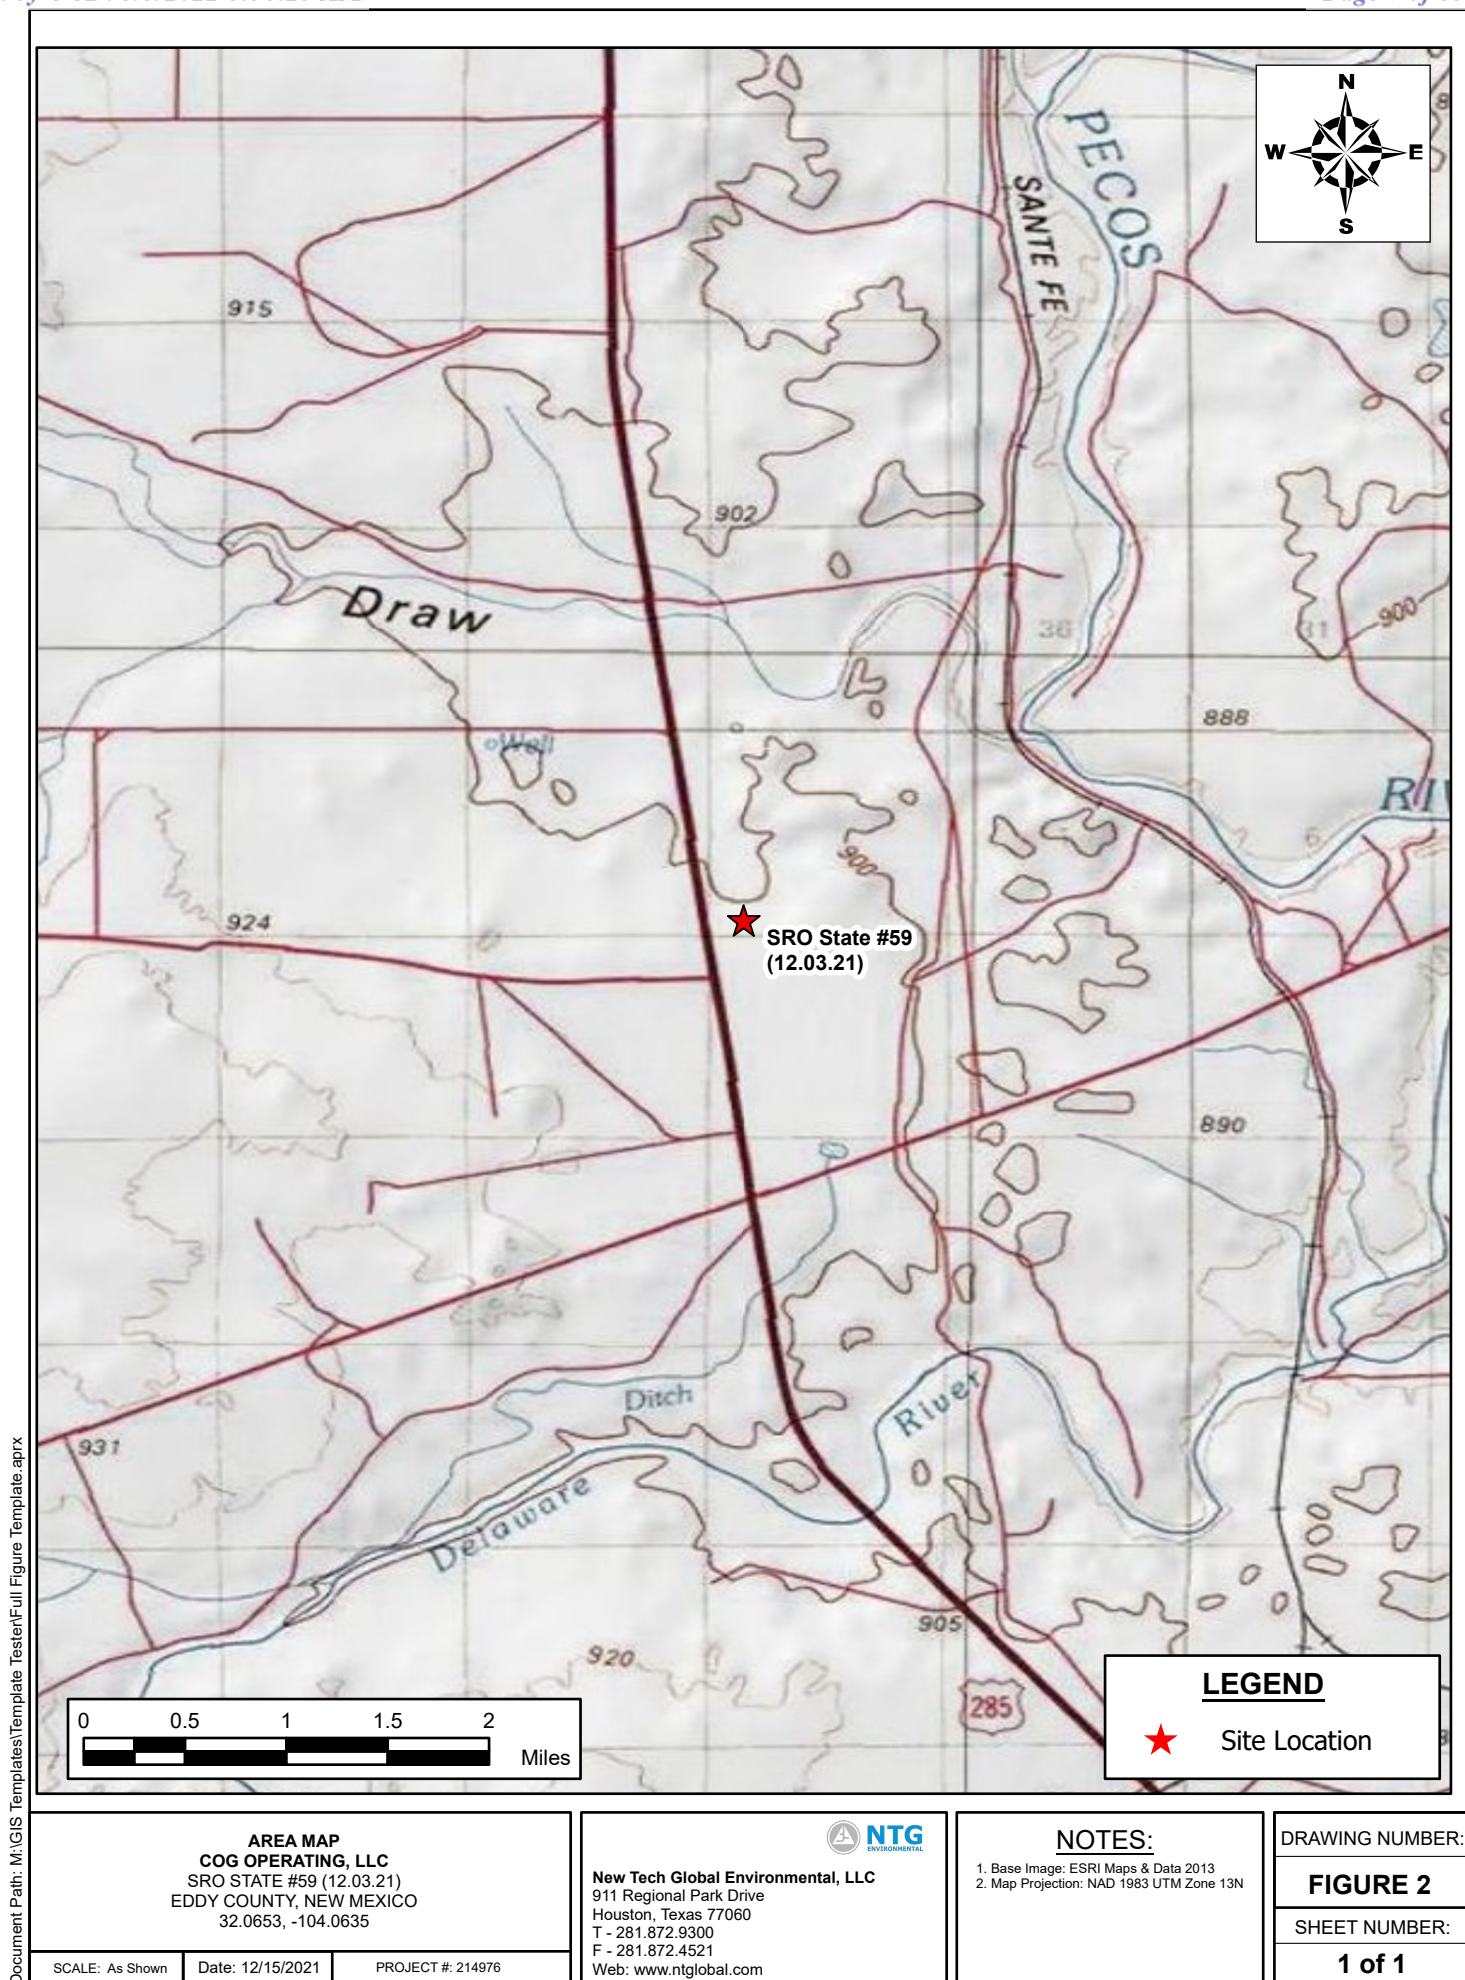 N
W E
S
PECOS
SANTE FE
915
902
Draw
36
31
900
888
Well
RIV
7 6
900
924
SRO State #59
(12.03.21)
890
Ditch
River
931
Delaware
905
920
285
0 0.5 1 1.5 2
Miles
LEGEND
Site Location
Document Path: M:\GIS Templates\Template Tester\Full Figure Template.aprx
AREA MAP
COG OPERATING, LLC
SRO STATE #59 (12.03.21)
EDDY COUNTY, NEW MEXICO
32.0653, -104.0635
SCALE: As Shown
Date: 12/15/2021
PROJECT #: 214976
NTG
ENVIRONMENTAL
New Tech Global Environmental, LLC
911 Regional Park Drive
Houston, Texas 77060
T - 281.872.9300
F - 281.872.4521
Web: www.ntglobal.com
NOTES:
1. Base Image: ESRI Maps & Data 2013
2. Map Projection: NAD 1983 UTM Zone 13N
DRAWING NUMBER:
FIGURE 2
SHEET NUMBER:
1 of 1